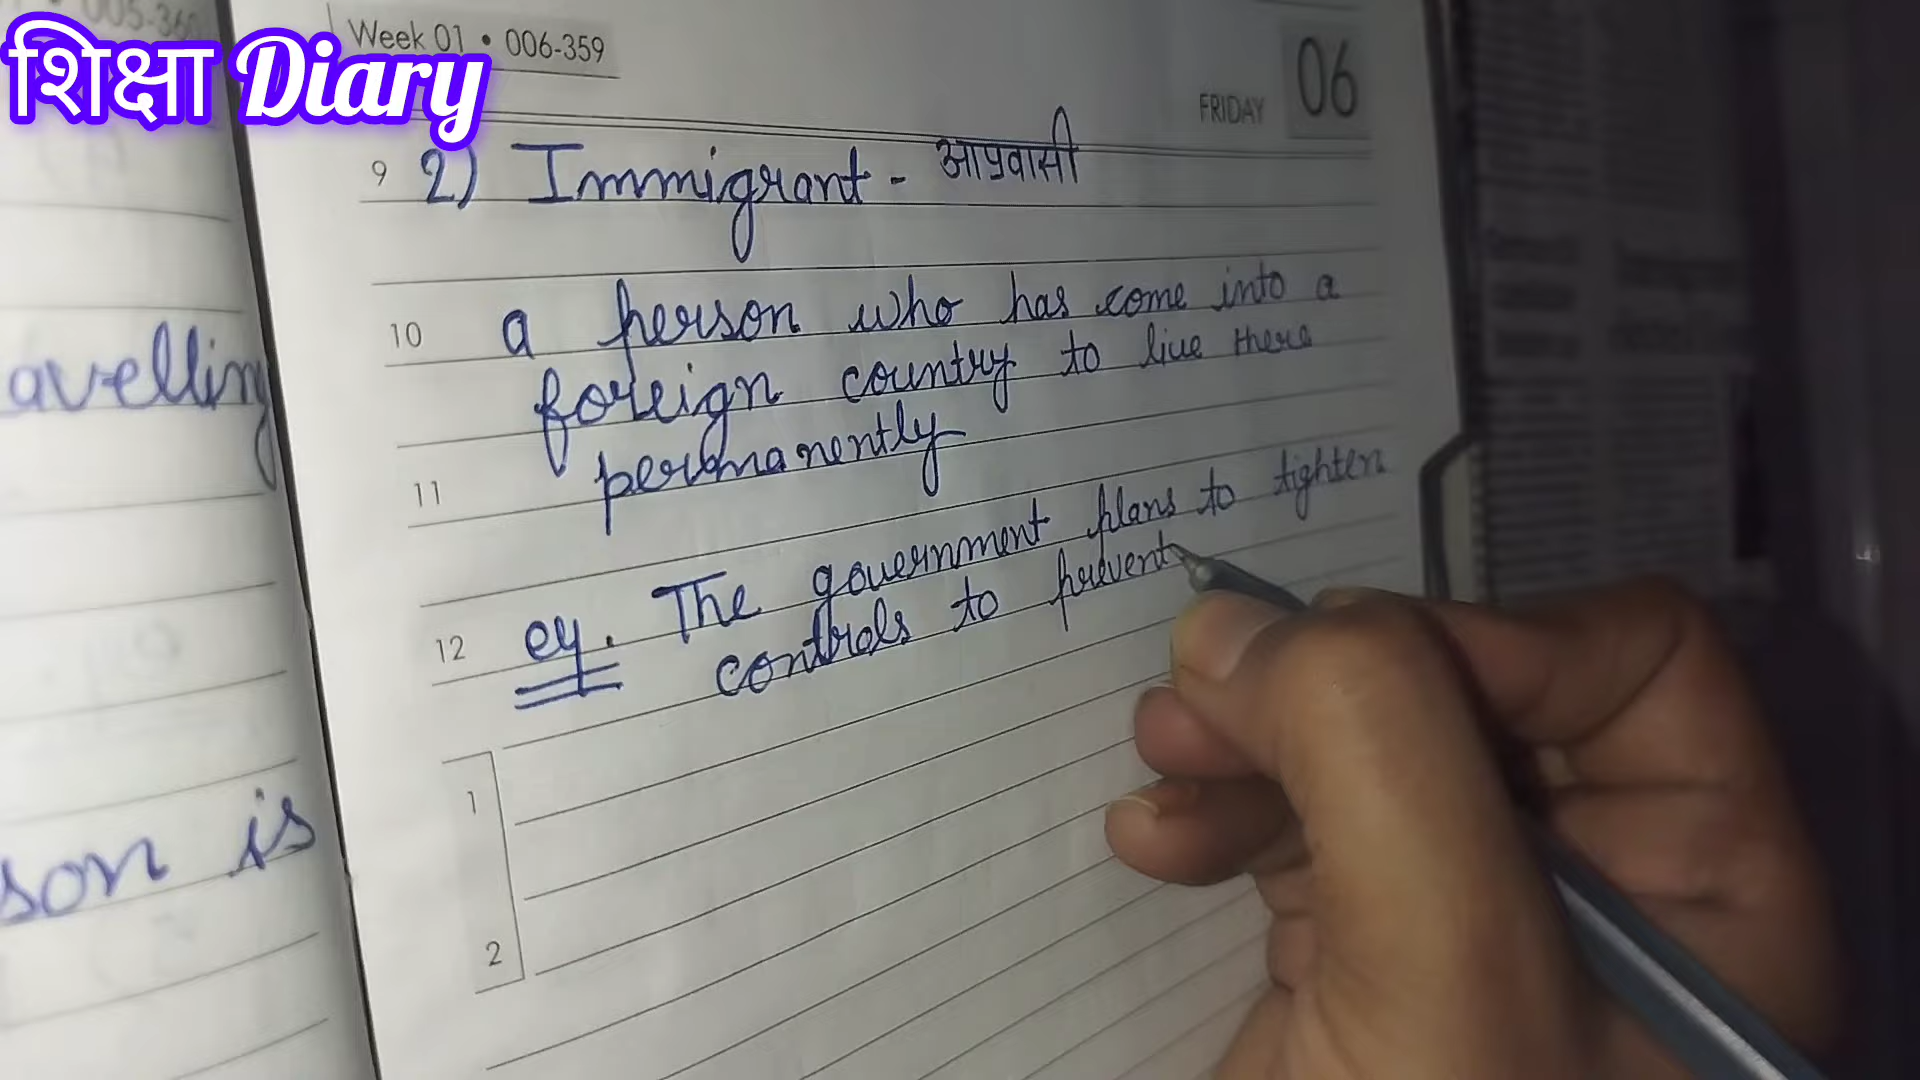 शिक्षा Diary
Week 01 • 006-359
FRIDAY 06
9 2) Immigrant - आप्रवासी
10 a person who has come into a
foreign country to live there
permanently
11
12 eg. The government plans to tighten
controls to prevent
1
2
avelling
son is